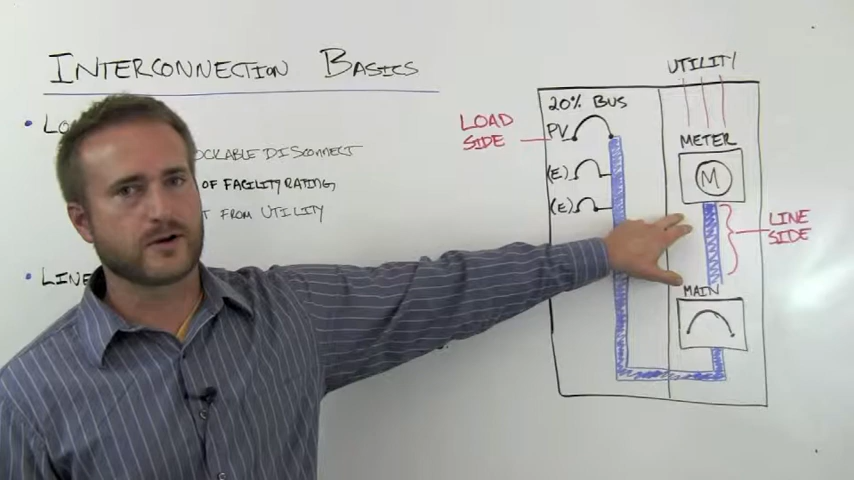 INTERCONNECTION BASICS
OCKABLE DISCONNECT
OF FACILITY RATING,
FROM UTILITY
LINE
UTILITY
20% BUS
LOAD
SIDE
PV
METER
M
(E)
(E)
LINE
SIDE
MAIN